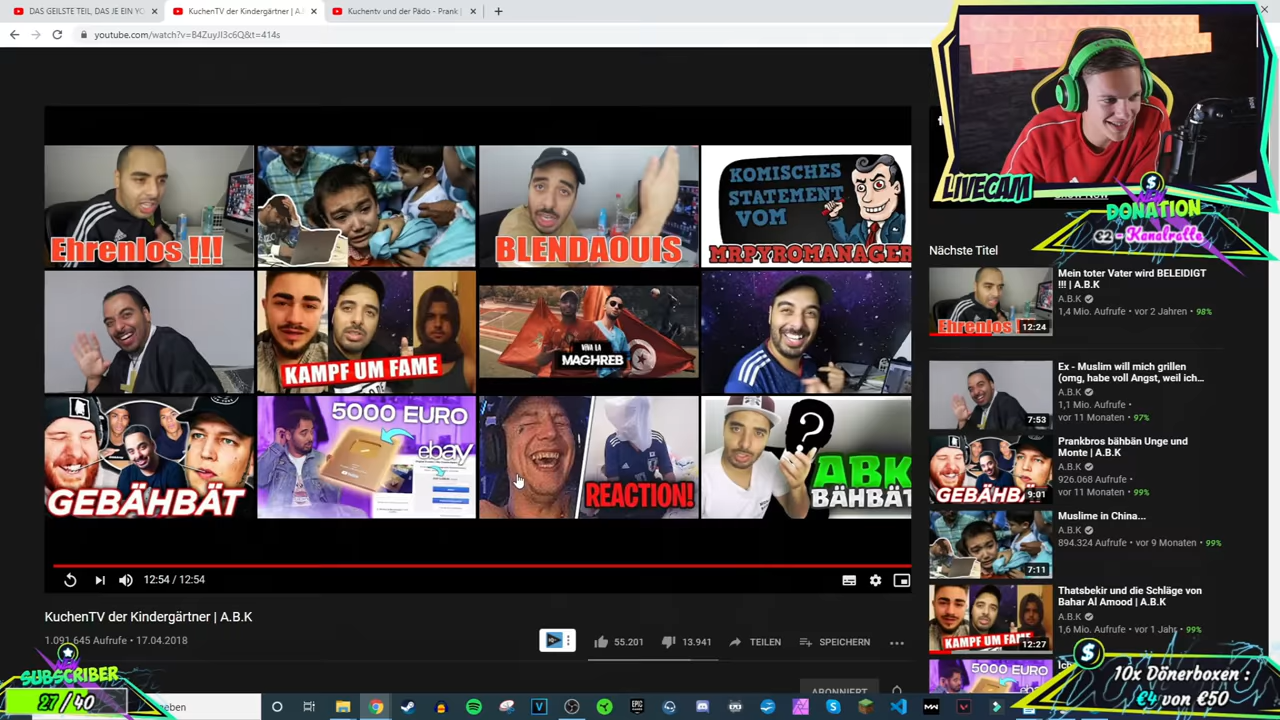 DAS GEILSTE TEIL, DAS JE EIN YO
KuchenTV der Kindergärtner | A.B
Kuchentv und der Pädo - Prank |
youtube.com/watch?v=B4ZuyJI3c6Q&t=414s
Ehrenlos !!!
BLENDAOUIS
KOMISCHES
STATEMENT
VOM
MRPYROMANAGER
KAMPF UM FAME
VIVA LA
MAGHREB
GEBÄHBÄT
5000 EURO
ebay
REACTION!
?
ABK
BÄHBÄT
12:54 / 12:54
KuchenTV der Kindergärtner | A.B.K
1.091.645 Aufrufe • 17.04.2018
55.201
13.941
TEILEN
SPEICHERN
ABONNIERT
LIVECAM
NEW
DONATION
€2 - Kanalratte
Nächste Titel
Ehrenlos !!!
12:24
Mein toter Vater wird BELEIDIGT
!!! | A.B.K
A.B.K
1,4 Mio. Aufrufe • vor 2 Jahren • 98%
7:53
Ex - Muslim will mich grillen
(omg, habe voll Angst, weil ich...
A.B.K
1,1 Mio. Aufrufe •
vor 11 Monaten • 97%
GEBÄHB
9:01
Prankbros bähbän Unge und
Monte | A.B.K
A.B.K
926.068 Aufrufe •
vor 11 Monaten • 99%
7:11
Muslime in China...
A.B.K
894.324 Aufrufe • vor 9 Monaten • 99%
KAMPF UM FAME
12:27
Thatsbekir und die Schläge von
Bahar Al Amood | A.B.K
A.B.K
1,6 Mio. Aufrufe • vor 1 Jahr • 99%
5000 EURO
NEW
SUBSCRIBER
27/40
geben
10x Dönerboxen :
€4 von €50